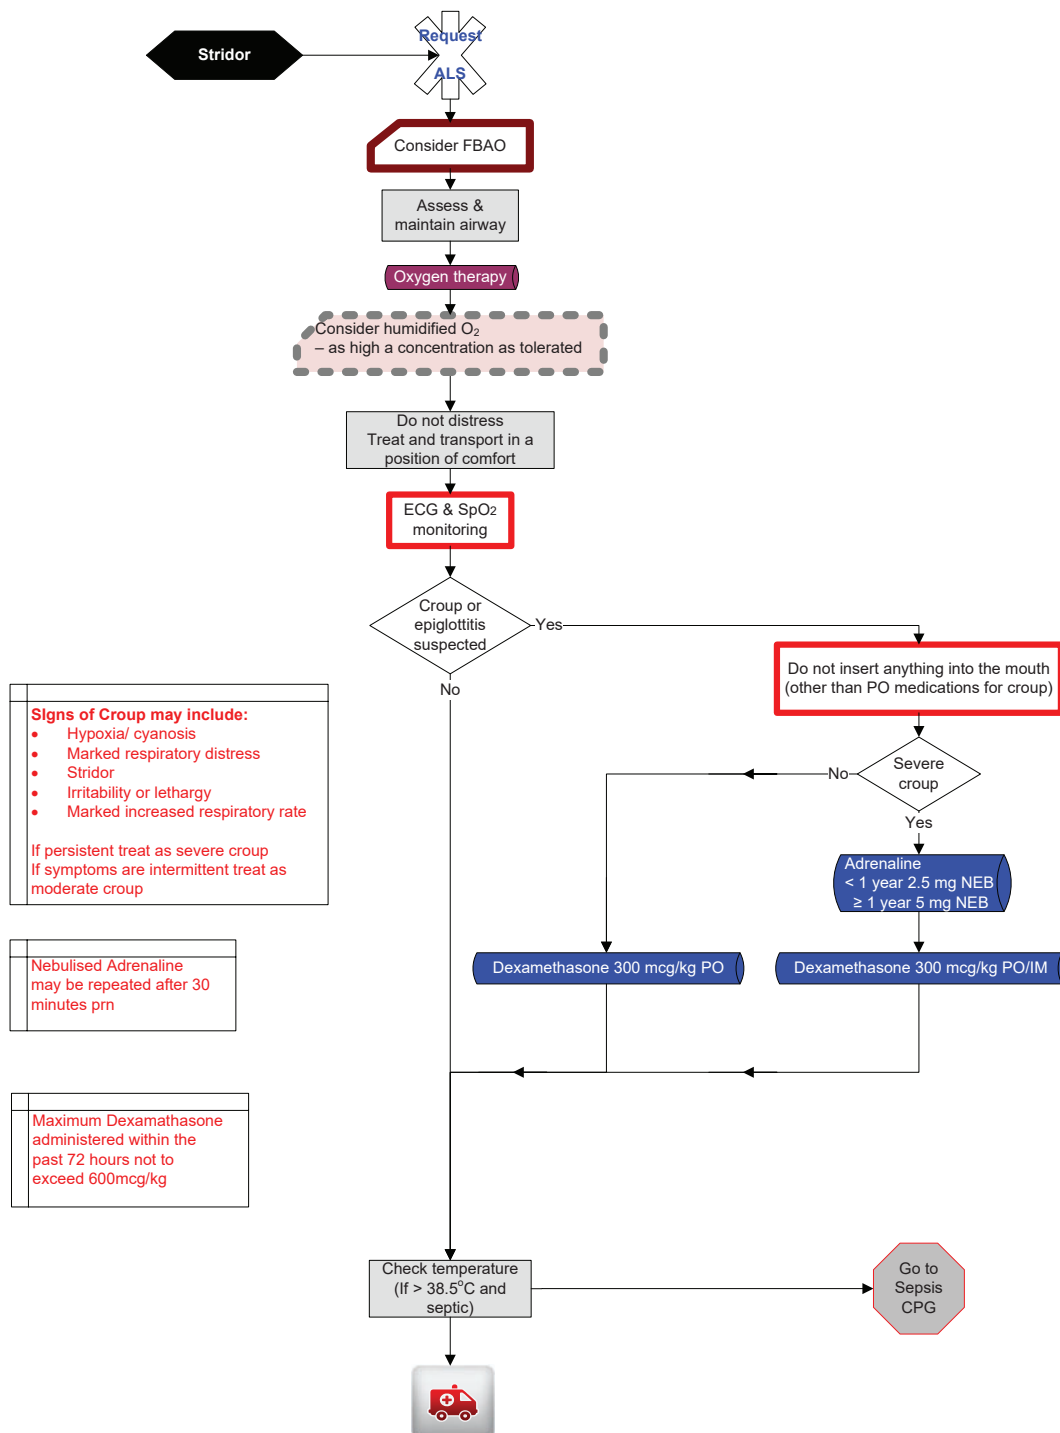 Stridor
Request
ALS
Consider FBAO
Assess &
maintain airway
Oxygen therapy
Consider humidified O₂
– as high a concentration as tolerated
Do not distress
Treat and transport in a
position of comfort
ECG & SpO2
monitoring
Croup or
epiglottitis
suspected
Yes
No
Do not insert anything into the mouth
(other than PO medications for croup)
Severe
croup
No
Yes
Adrenaline
< 1 year 2.5 mg NEB
≥ 1 year 5 mg NEB
Dexamethasone 300 mcg/kg PO
Dexamethasone 300 mcg/kg PO/IM
SIgns of Croup may include:
• Hypoxia/ cyanosis
• Marked respiratory distress
• Stridor
• Irritability or lethargy
• Marked increased respiratory rate
If persistent treat as severe croup
If symptoms are intermittent treat as
moderate croup
Nebulised Adrenaline
may be repeated after 30
minutes prn
Maximum Dexamathasone
administered within the
past 72 hours not to
exceed 600mcg/kg
Check temperature
(If > 38.5°C and
septic)
Go to
Sepsis
CPG